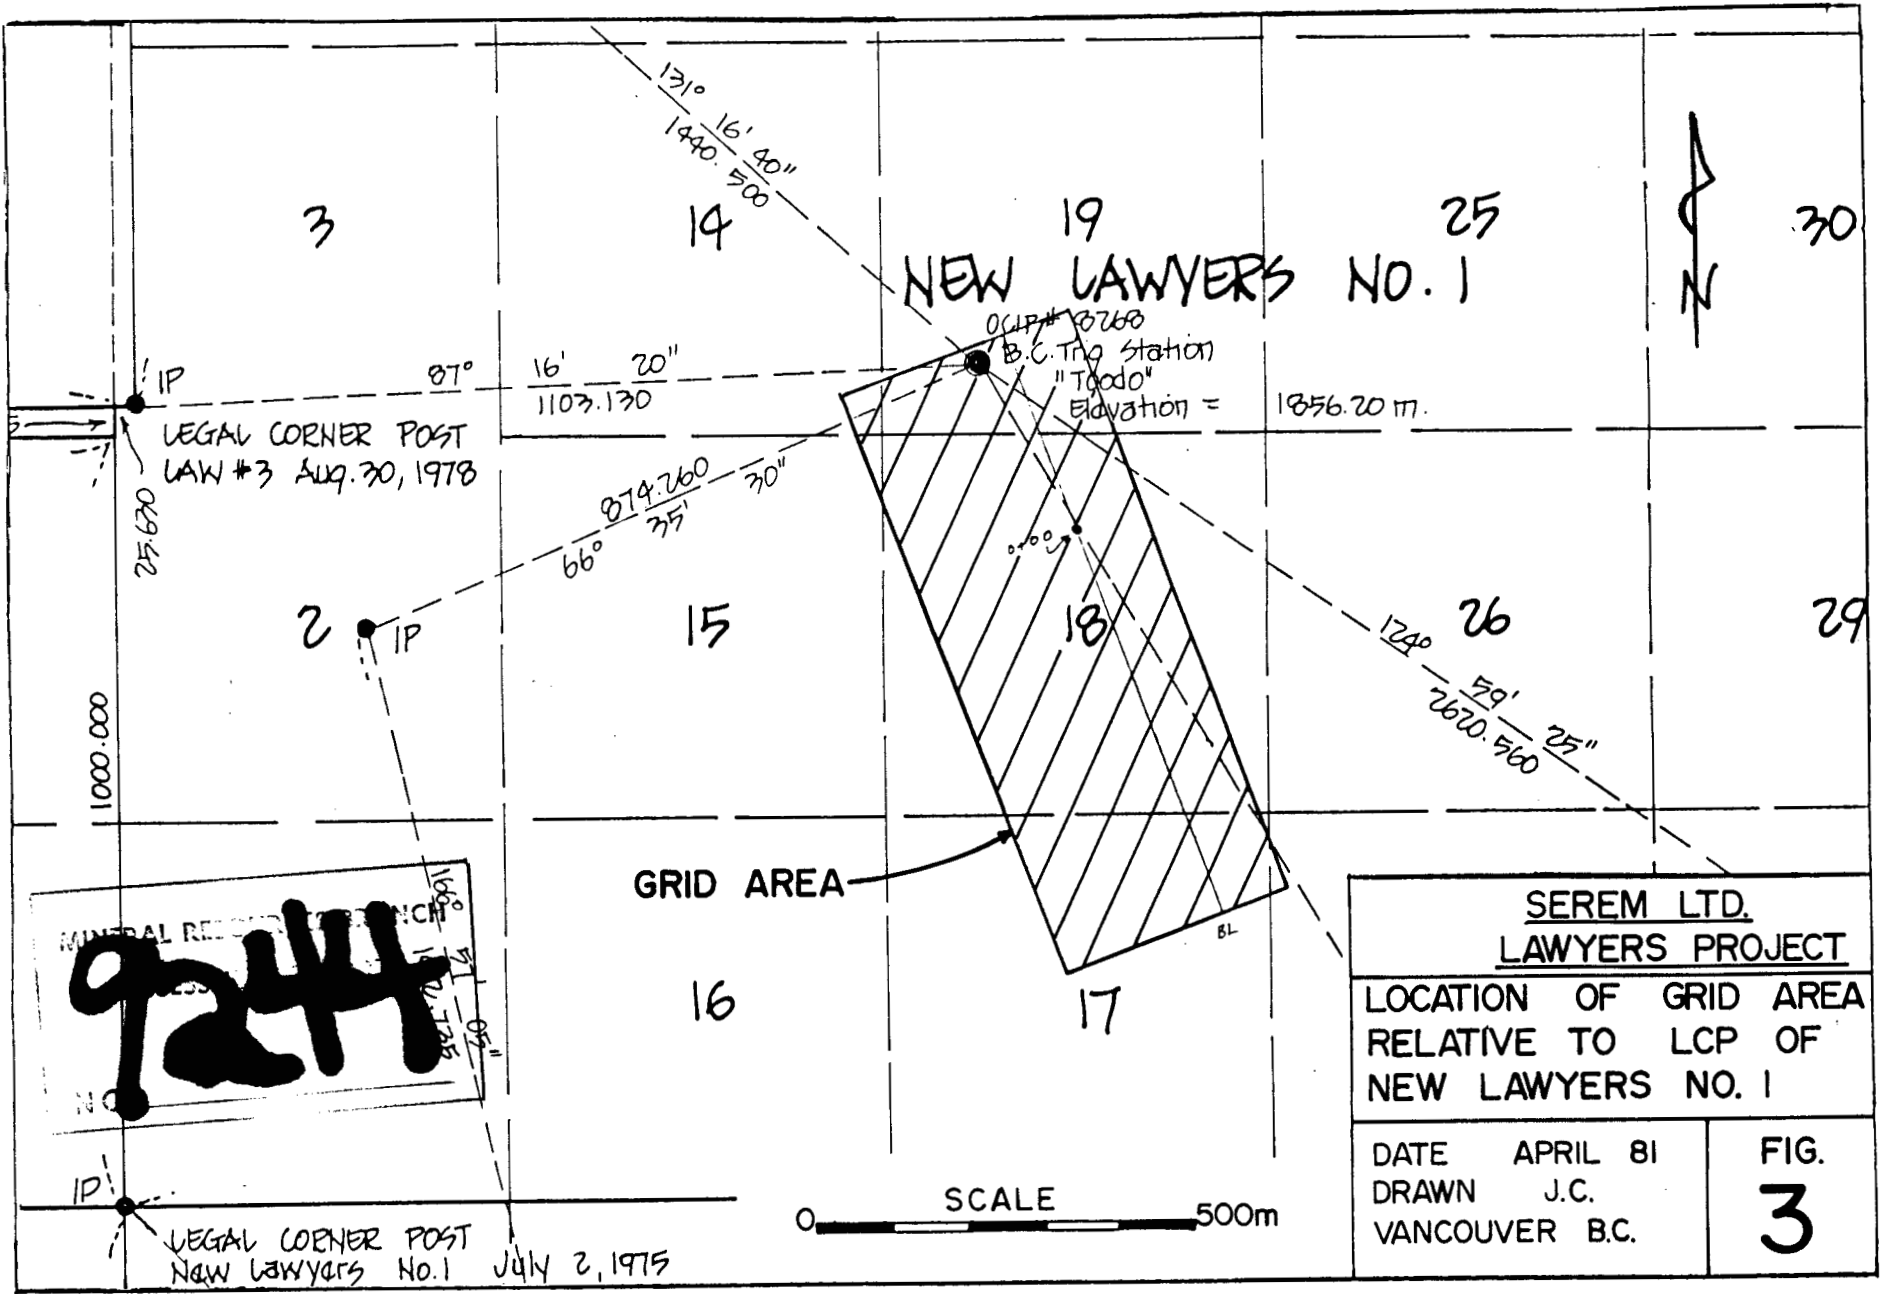 131° 16' 40"
1440.500
3
14
19
25
30
NEW LAWYERS NO. 1
N
B.C. Trig Station
"Toodo"
Elevation = 1856.20 m.
IP
87° 16' 20"
1103.130
LEGAL CORNER POST
LAW #3 Aug. 30, 1978
25.630
874.260
66° 35' 30"
0+00
2
IP
15
18
26
29
124° 59' 25"
2620.560
1000.000
GRID AREA
BL
166°
05"
MINERAL
9244
NO
16
17
IP
LEGAL CORNER POST
New Lawyers No.1 July 2, 1975
SCALE
0
500m
SEREM LTD.
LAWYERS PROJECT
LOCATION OF GRID AREA
RELATIVE TO LCP OF
NEW LAWYERS NO. 1
DATE APRIL 81
DRAWN J.C.
VANCOUVER B.C.
FIG.
3